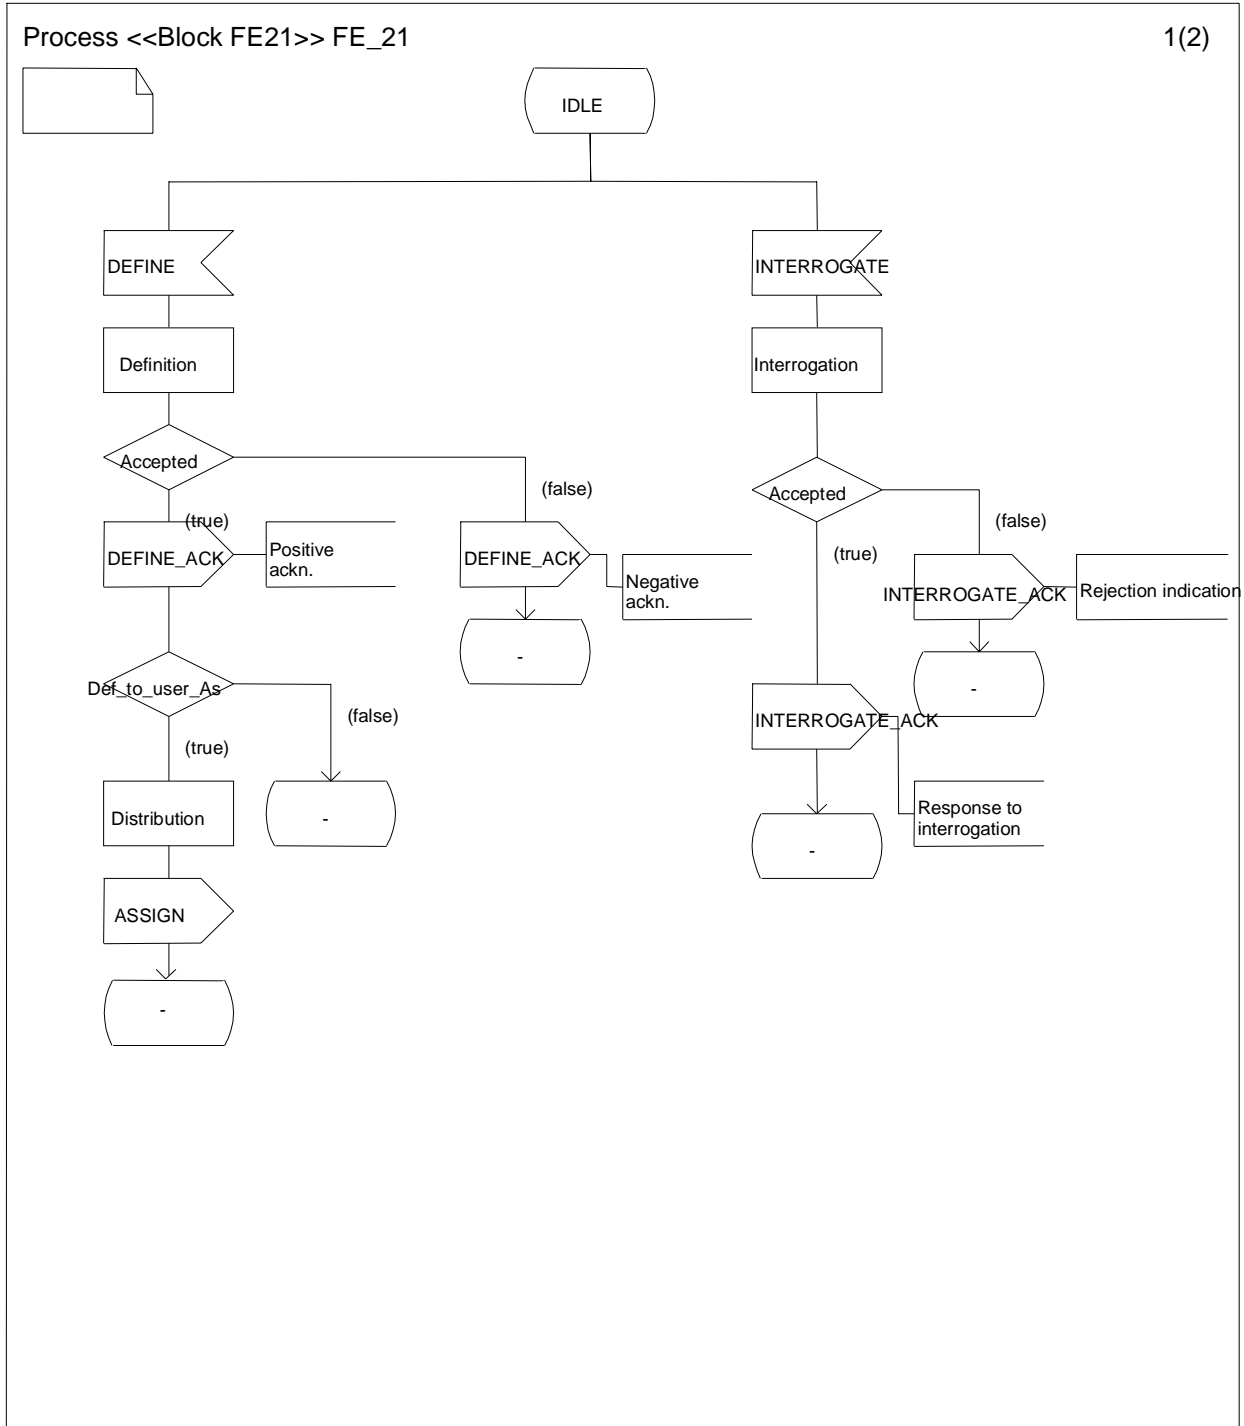 Process <<Block FE21>> FE_21
1(2)
IDLE
DEFINE
INTERROGATE
Definition
Interrogation
Accepted
(false)
Accepted
(true)
(false)
DEFINE_ACK
Positive
ackn.
DEFINE_ACK
Negative
ackn.
(true)
INTERROGATE_ACK
Rejection indication
-
-
Def_to_user_As
(false)
(true)
INTERROGATE_ACK
Distribution
-
Response to
interrogation
-
ASSIGN
-